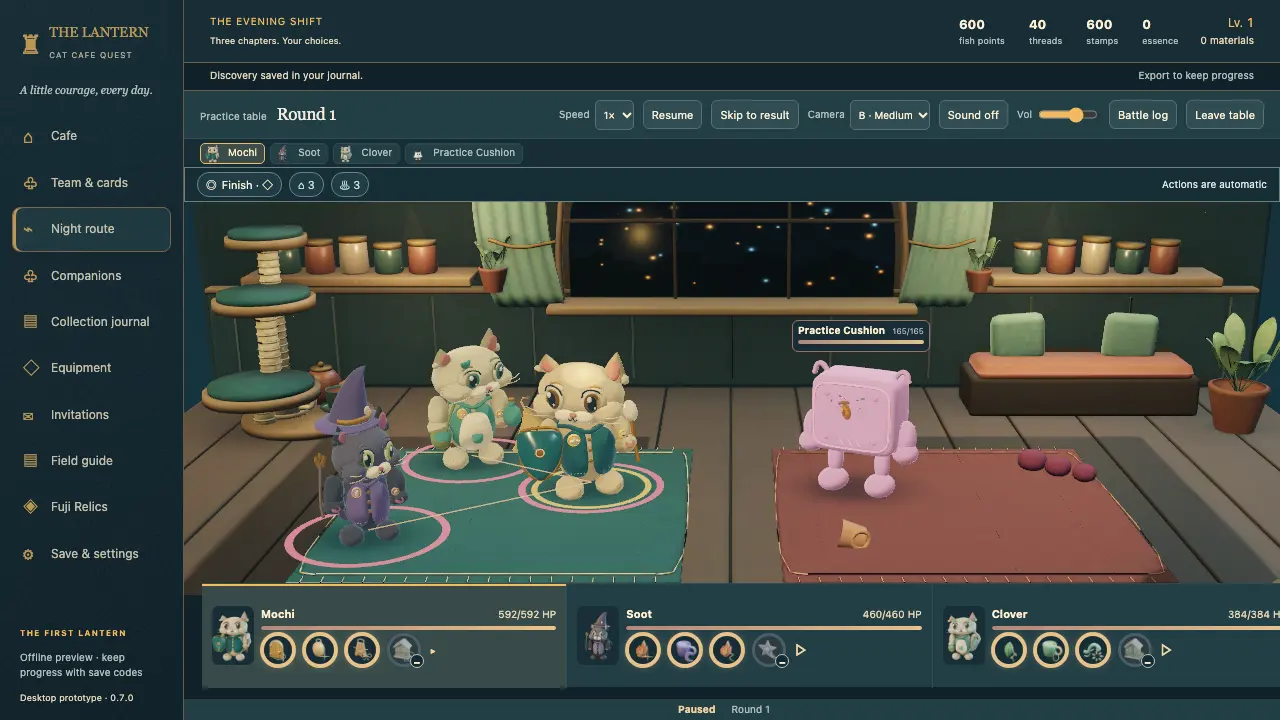 THE LANTERN
CAT CAFE QUEST
A little courage, every day.
Cafe
Team & cards
Night route
Companions
Collection journal
Equipment
Invitations
Field guide
Fuji Relics
Save & settings
THE FIRST LANTERN
Offline preview · keep
progress with save codes
Desktop prototype · 0.7.0
THE EVENING SHIFT
Three chapters. Your choices.
600 40 600 0 Lv. 1
fish points threads stamps essence 0 materials
Discovery saved in your journal. Export to keep progress
Practice table Round 1 Speed 1x Resume Skip to result Camera B · Medium Sound off Vol Battle log Leave table
Mochi Soot Clover Practice Cushion
Finish · 3 3 Actions are automatic
Practice Cushion 165/165
Mochi 592/592 HP Soot 460/460 HP Clover 384/384 H
Paused Round 1